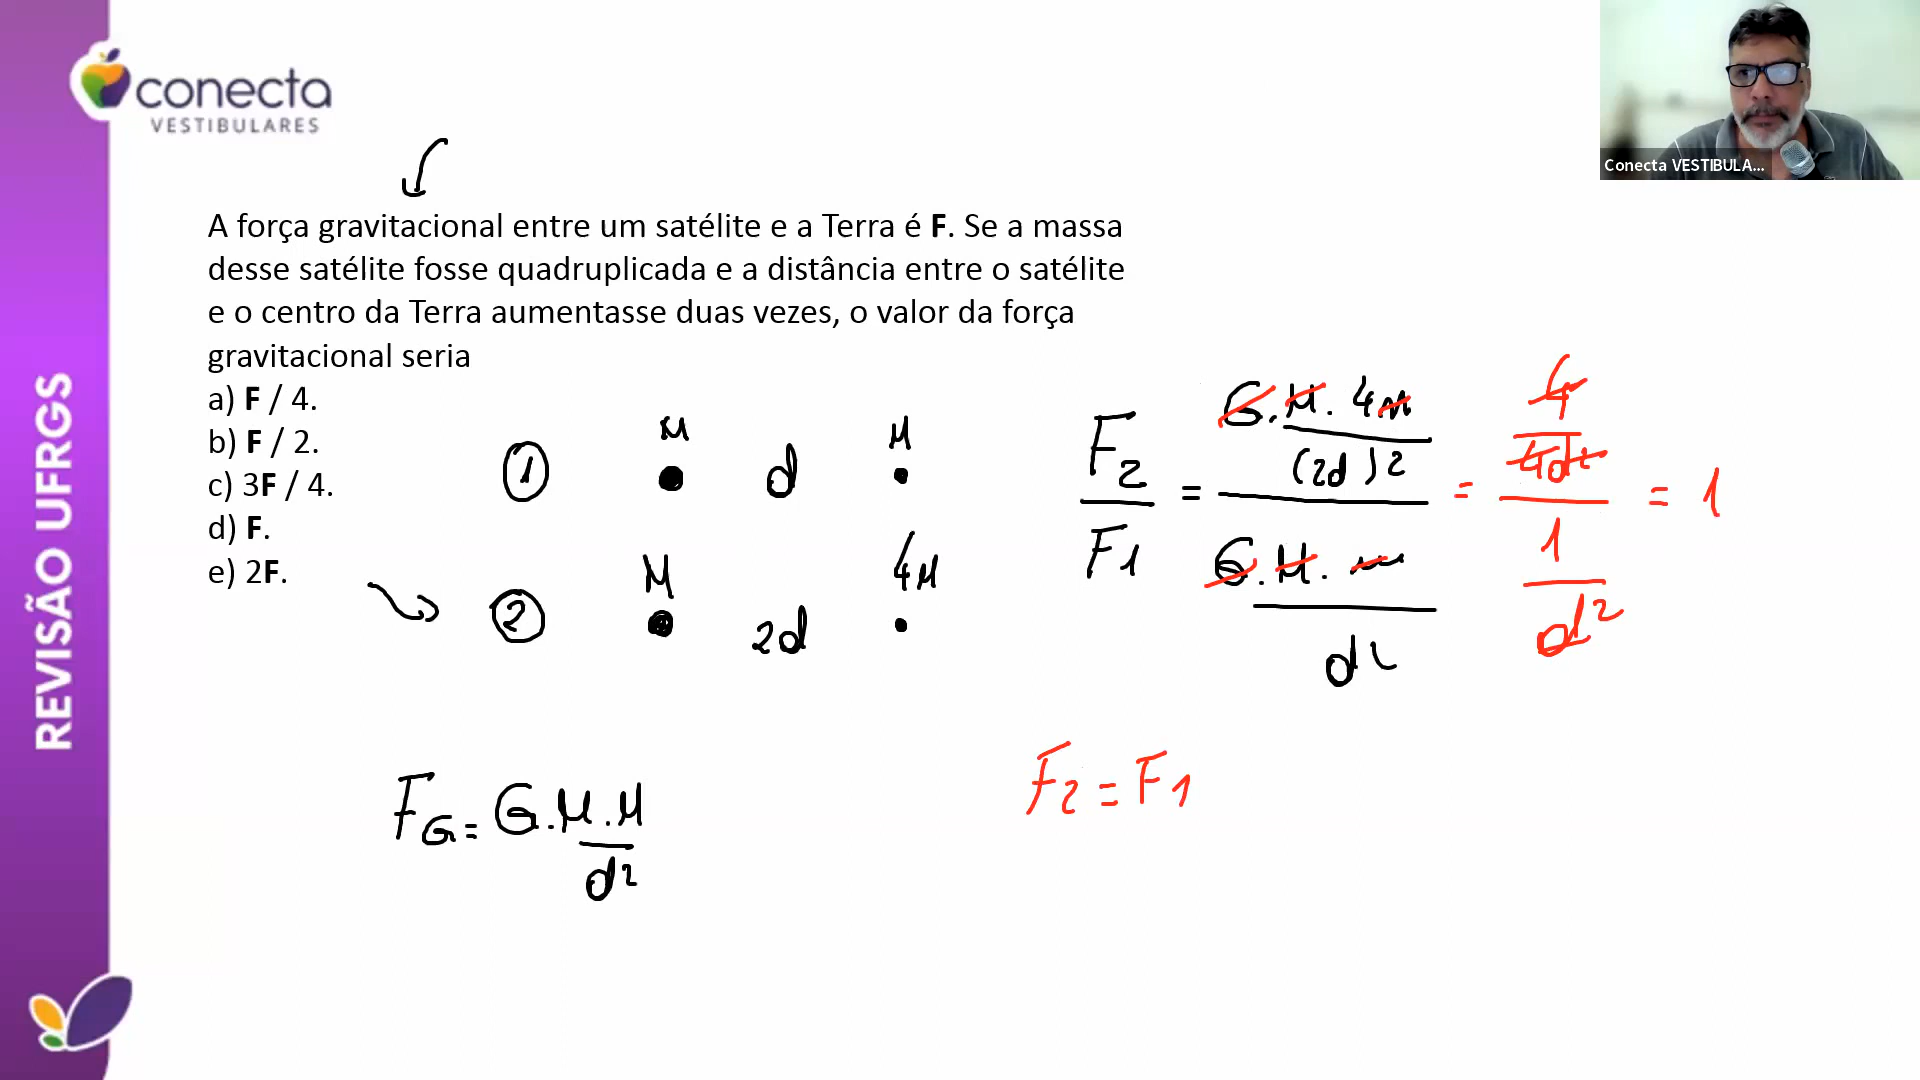 conecta
VESTIBULARES
Conecta VESTIBULA...
REVISÃO UFRGS
A força gravitacional entre um satélite e a Terra é F. Se a massa
desse satélite fosse quadruplicada e a distância entre o satélite
e o centro da Terra aumentasse duas vezes, o valor da força
gravitacional seria
a) F / 4.
b) F / 2.
c) 3F / 4.
d) F.
e) 2F.
1 M d M
2 M 2d 4M
F2 = G.M.4m = 4 = 1
(2d)2 4d2
F1 G.M.m 1
d2 d2
FG = G.M.M
d2
F2 = F1